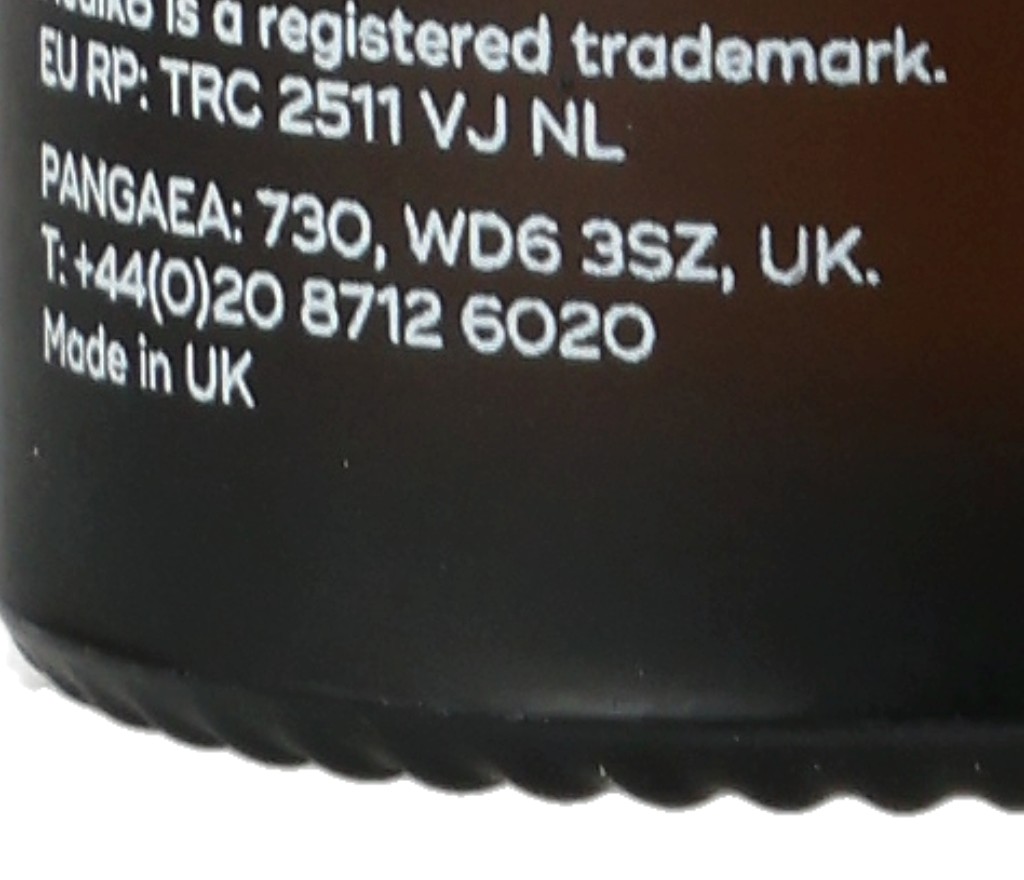 is a registered trademark.
EU RP: TRC 2511 VJ NL
PANGAEA: 730, WD6 3SZ, UK.
T: +44(0)20 8712 6020
Made in UK